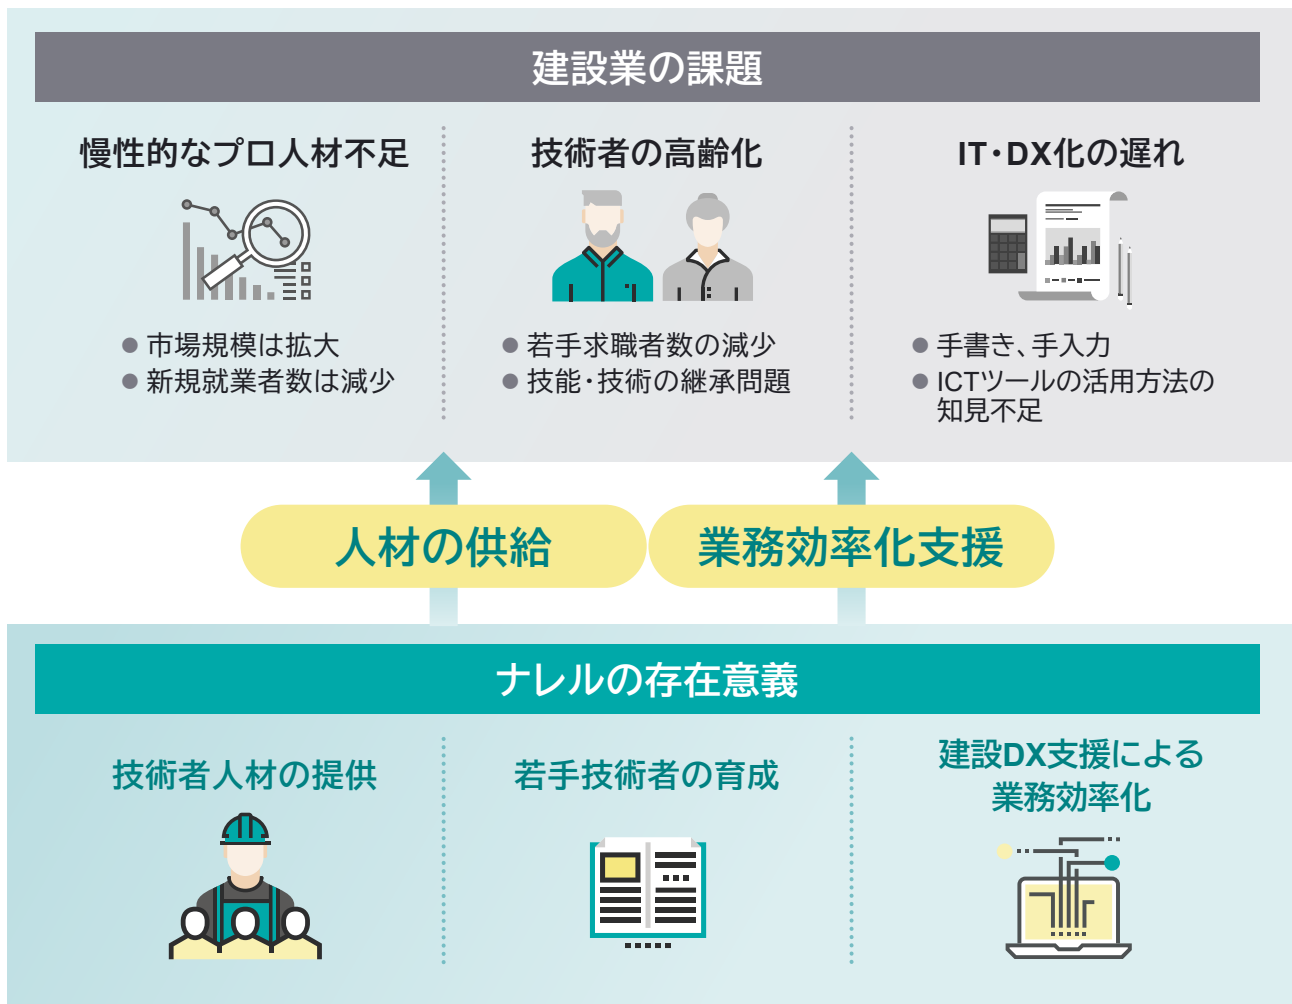 建設業の課題
慢性的なプロ人材不足
技術者の高齢化
IT・DX化の遅れ
● 市場規模は拡大
● 新規就業者数は減少
● 若手求職者数の減少
● 技能・技術の継承問題
● 手書き、手入力
● ICTツールの活用方法の
知見不足
人材の供給
業務効率化支援
ナレルの存在意義
技術者人材の提供
若手技術者の育成
建設DX支援による
業務効率化